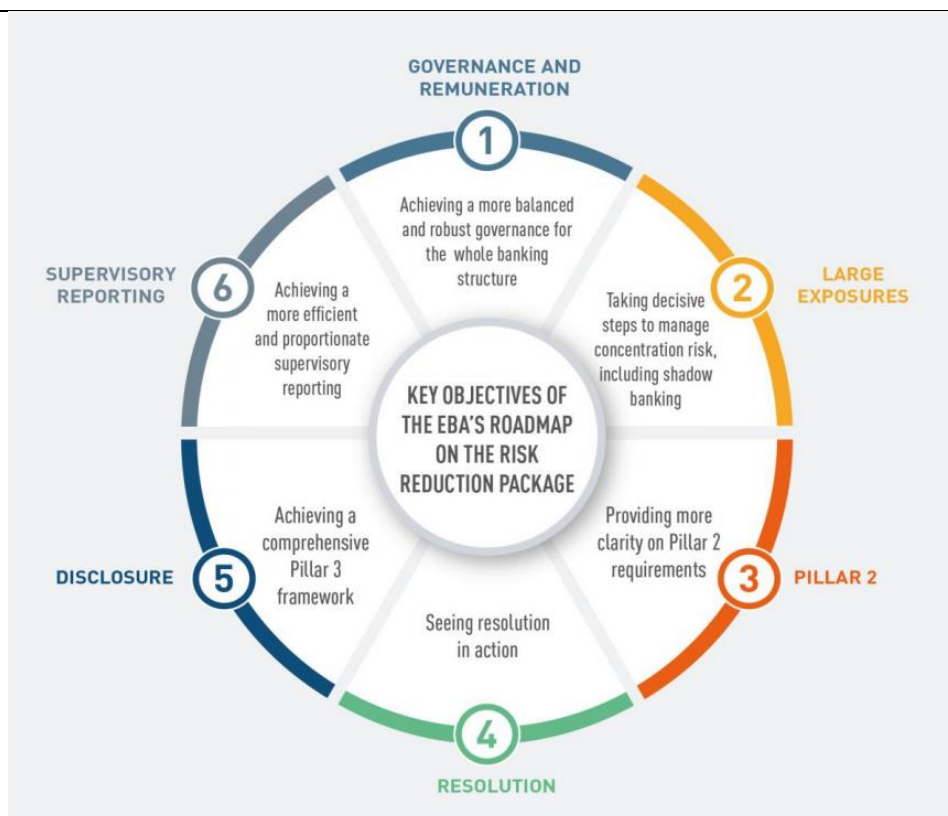 GOVERNANCE AND
REMUNERATION
1
Achieving a more balanced
and robust governance for
the whole banking
structure
2
LARGE
EXPOSURES
Taking decisive
steps to manage
concentration risk,
including shadow
banking
3
PILLAR 2
Providing more
clarity on Pillar 2
requirements
4
RESOLUTION
Seeing resolution
in action
5
DISCLOSURE
Achieving a
comprehensive
Pillar 3
framework
6
SUPERVISORY
REPORTING
Achieving a
more efficient
and proportionate
supervisory
reporting
KEY OBJECTIVES OF
THE EBA'S ROADMAP
ON THE RISK
REDUCTION PACKAGE